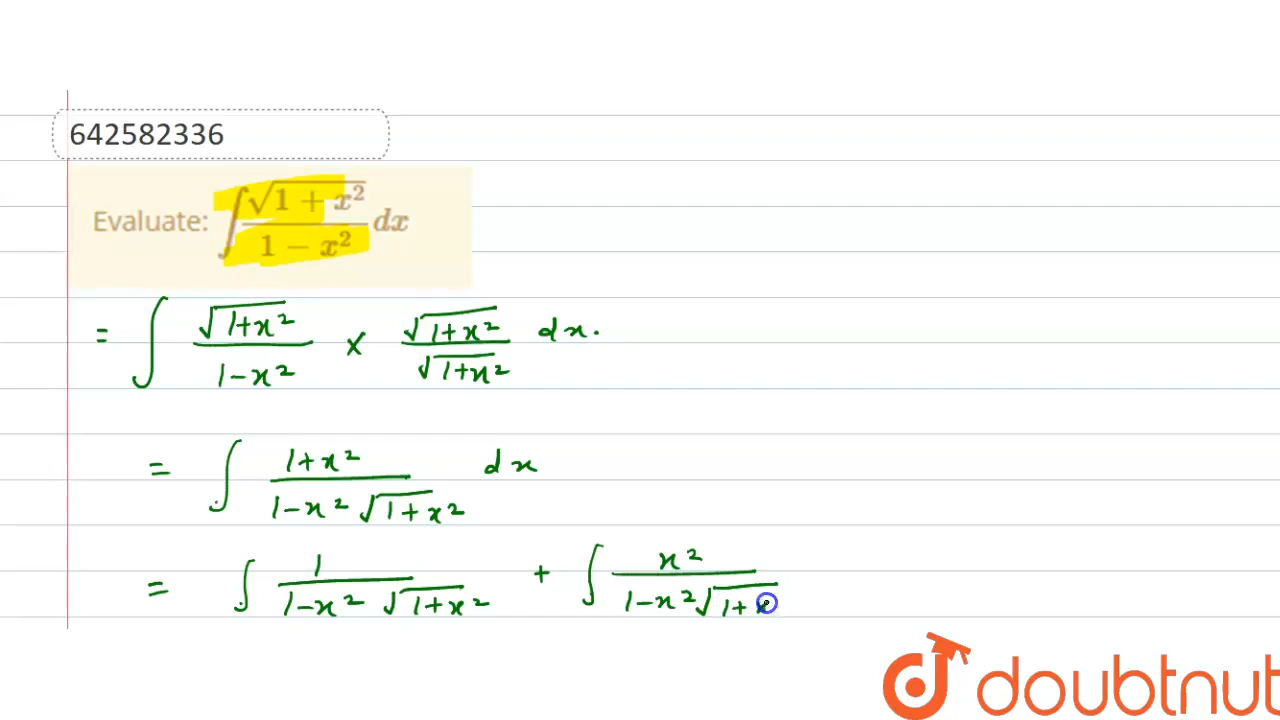 642582336
Evaluate: ∫ √(1 + x²) / (1 − x²) dx
= ∫ √(1+x²) / (1-x²) × √(1+x²) / √(1+x²) dx.
= ∫ (1+x²) / (1-x² √(1+x²)) dx
= ∫ 1 / (1-x² √(1+x²)) + ∫ x² / (1-x² √(1+x))
doubtnut